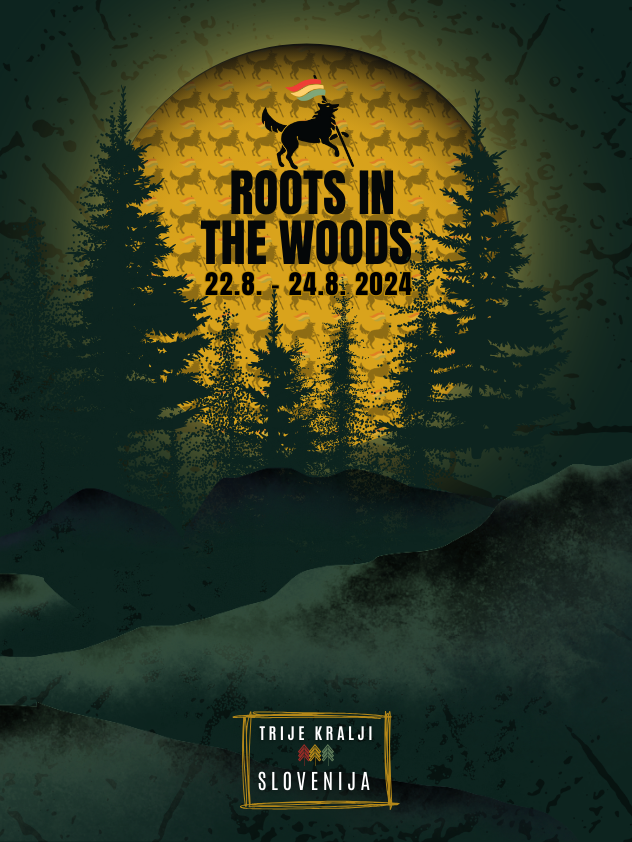 ROOTS IN
THE WOODS
22.8. - 24.8. 2024
TRIJE KRALJI
SLOVENIJA